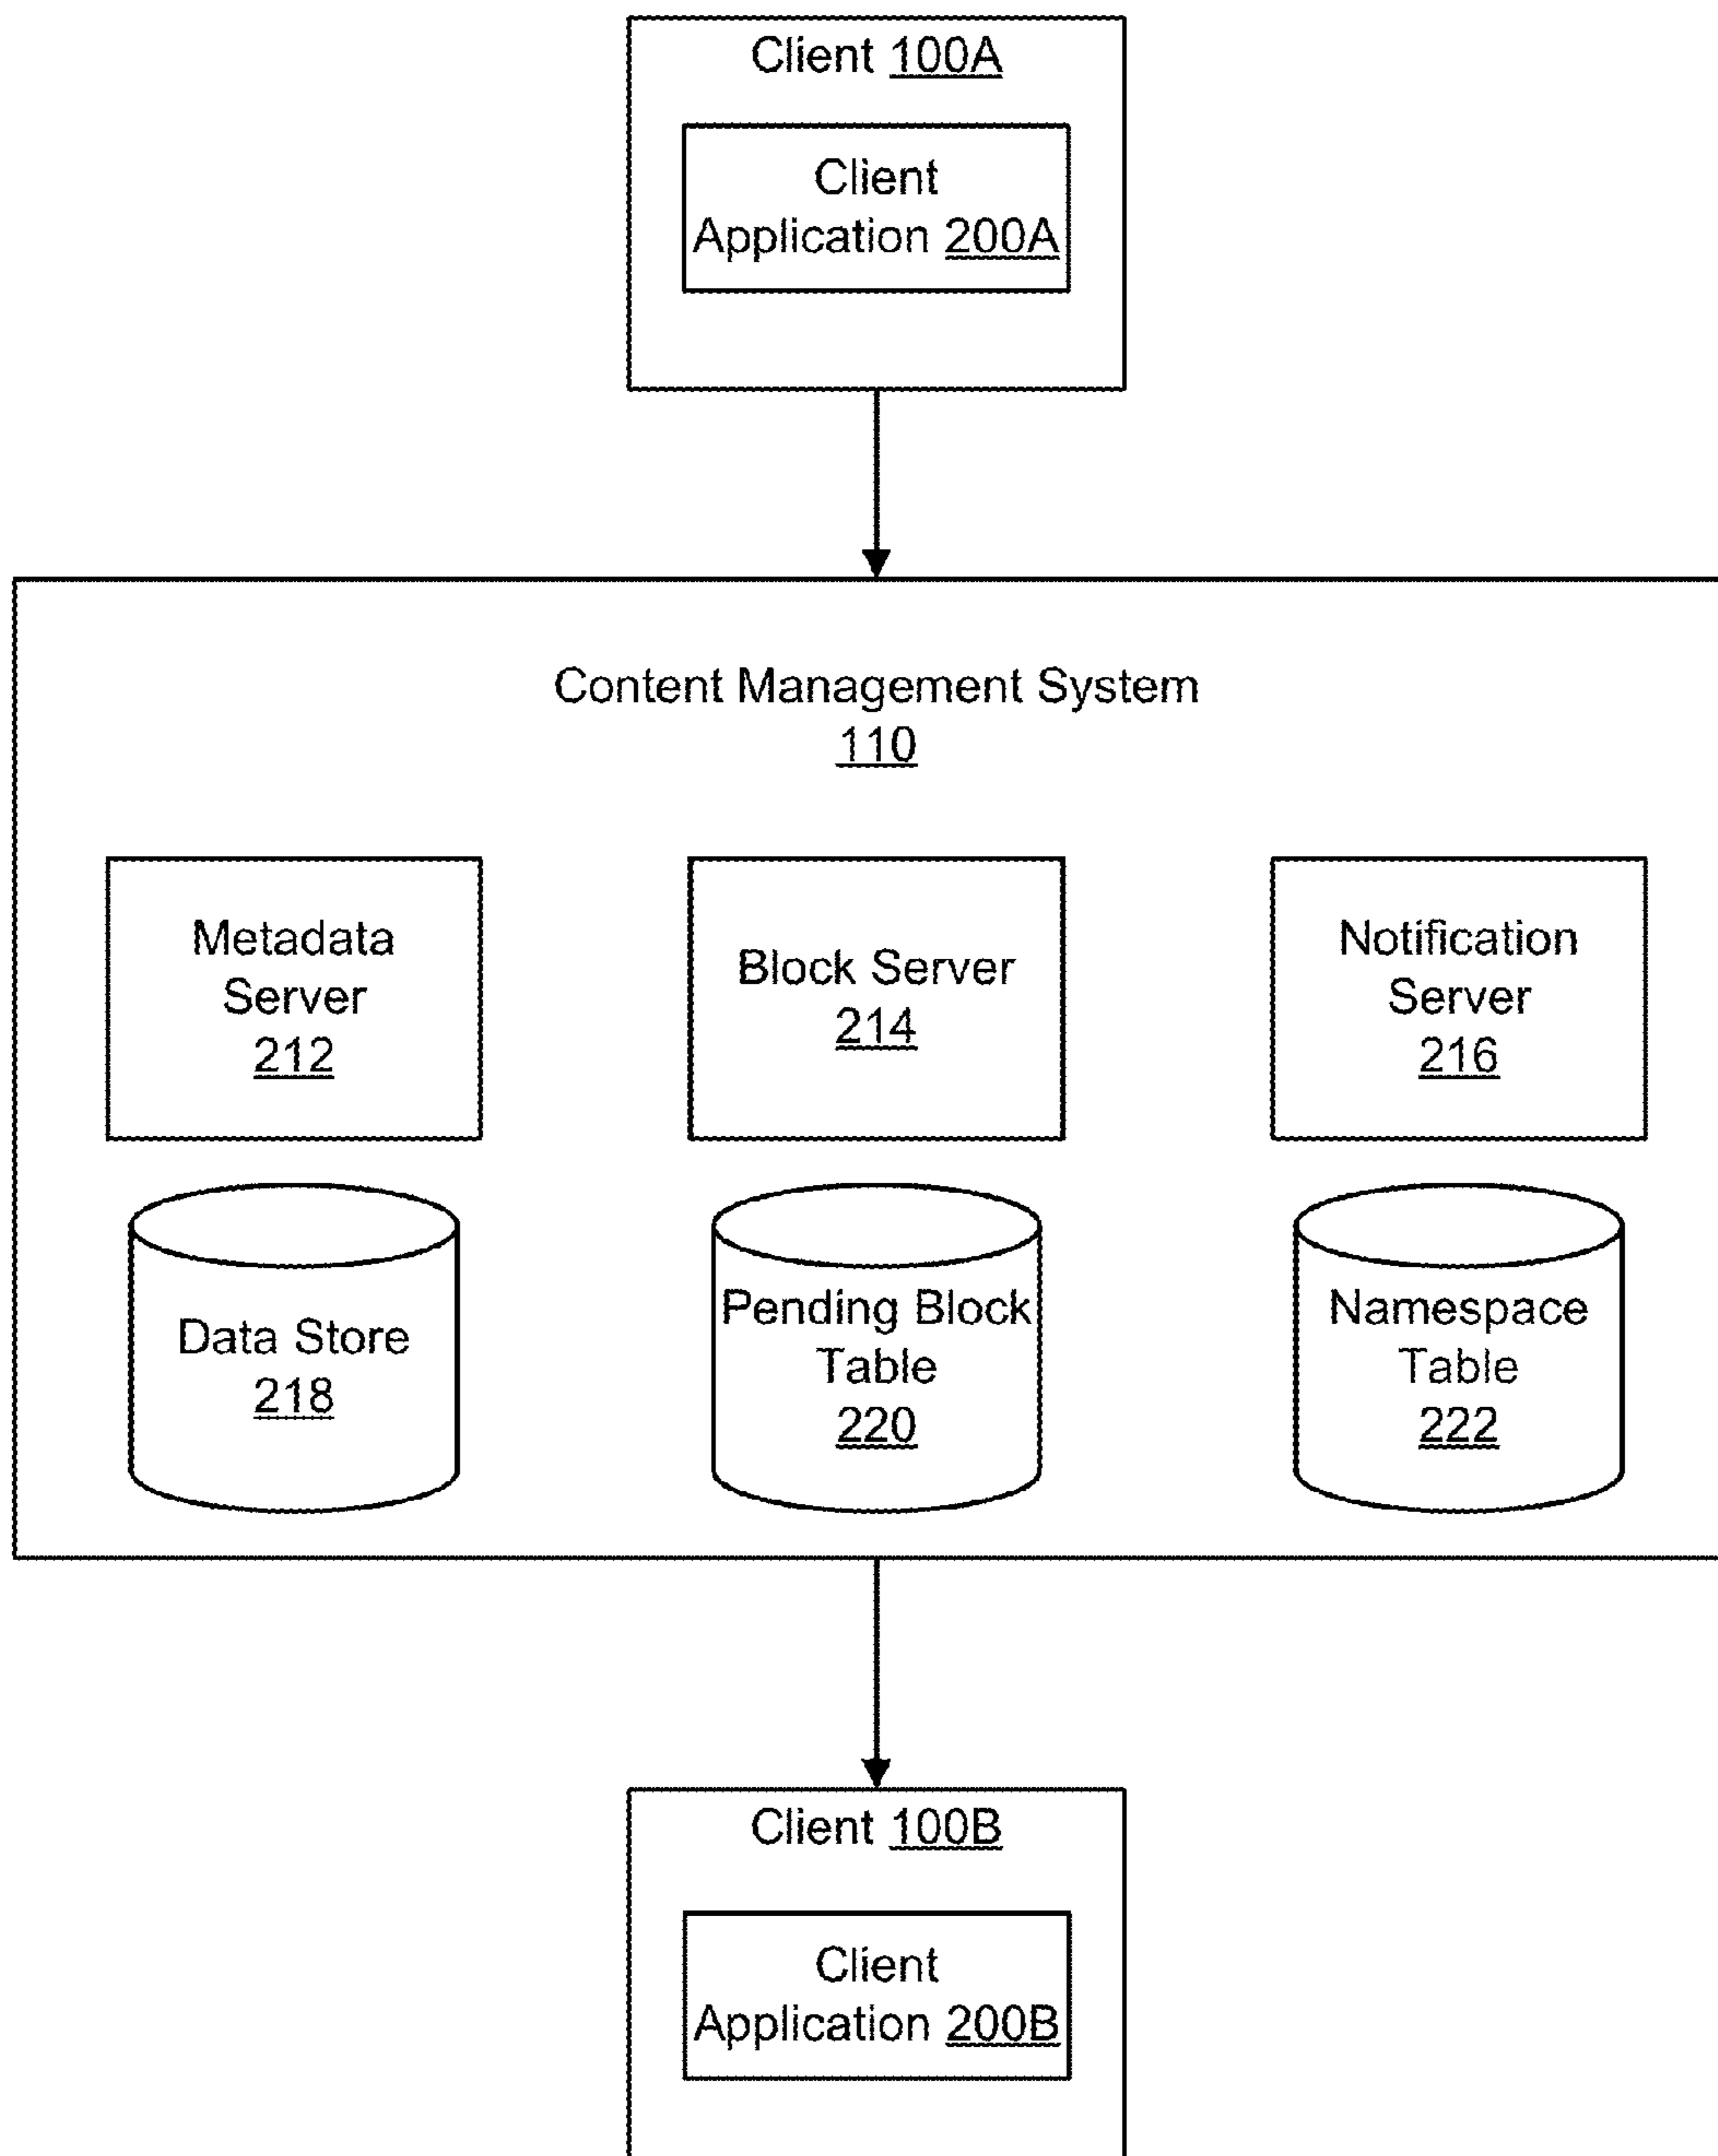 Client 100A
Client
Application 200A
Content Management System
110
Metadata
Server
212
Block Server
214
Notification
Server
216
Data Store
218
Pending Block
Table
220
Namespace
Table
222
Client 100B
Client
Application 200B